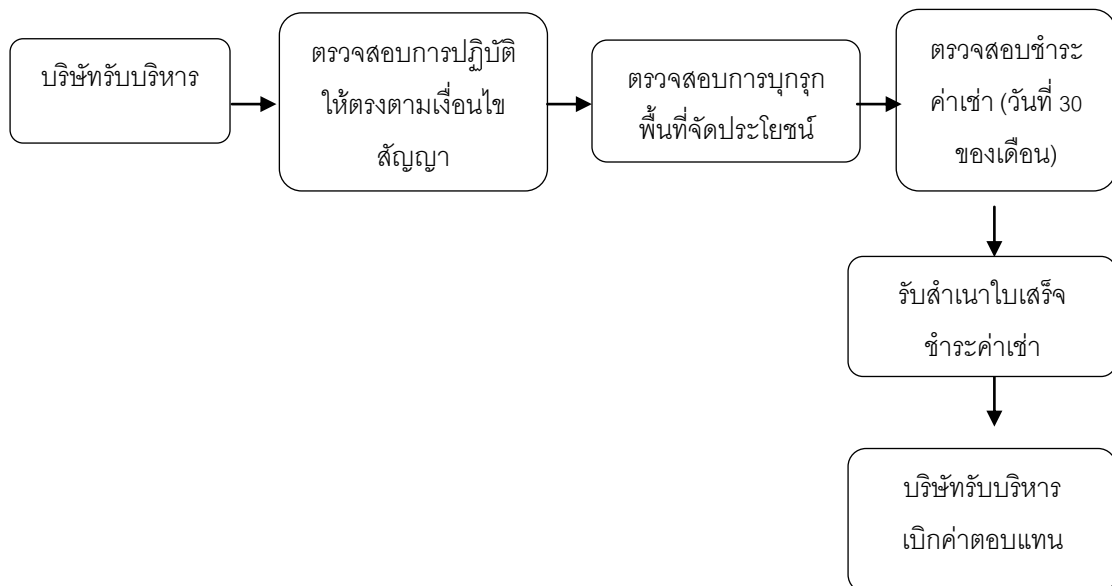 บริษัทรับบริหาร
ตรวจสอบการปฏิบัติ
ให้ตรงตามเงื่อนไข
สัญญา
ตรวจสอบการบุกรุก
พื้นที่จัดประโยชน์
ตรวจสอบชำระ
ค่าเช่า (วันที่ 30
ของเดือน)
รับสำเนาใบเสร็จ
ชำระค่าเช่า
บริษัทรับบริหาร
เบิกค่าตอบแทน